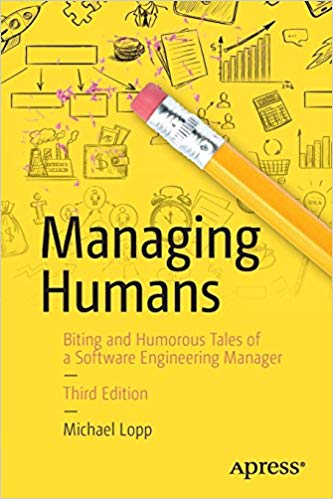 Managing
Humans
Biting and Humorous Tales of
a Software Engineering Manager
Third Edition
Michael Lopp
Apress®